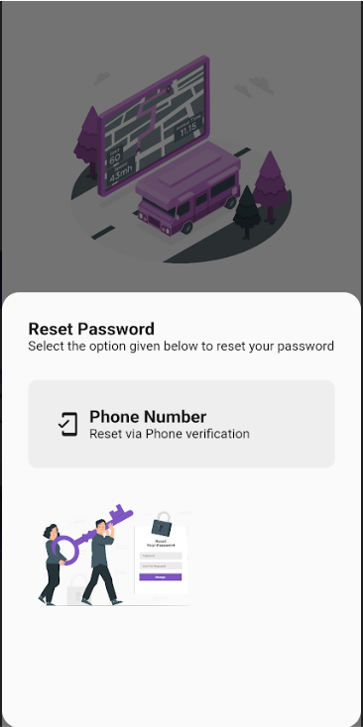 60
43mh
11.15
Reset Password
Select the option given below to reset your password
Phone Number
Reset via Phone verification
Reset
Your Password